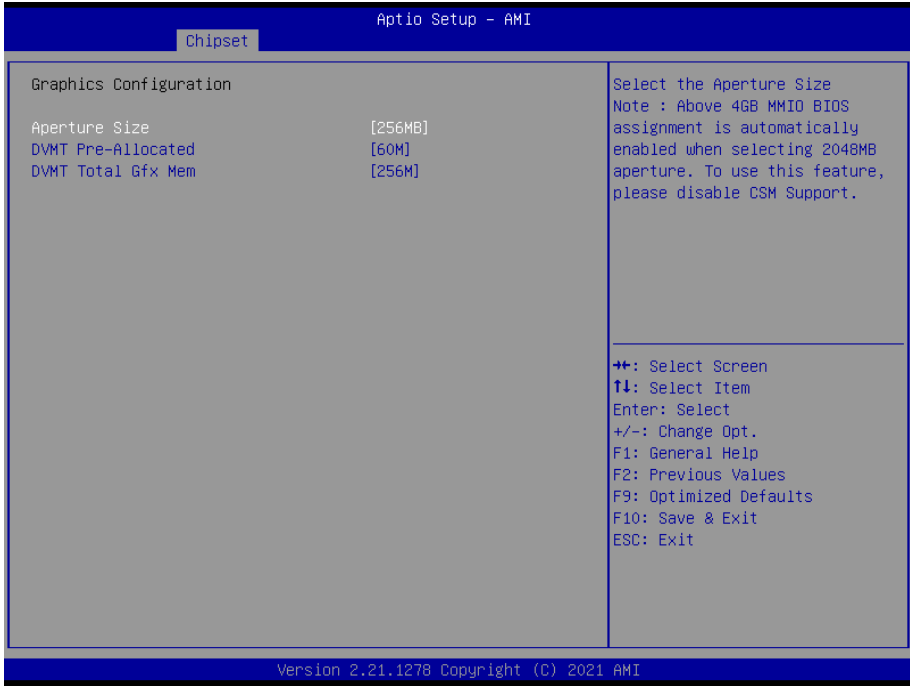 Aptio Setup – AMI
Chipset
Graphics Configuration
Aperture Size [256MB]
DVMT Pre-Allocated [60M]
DVMT Total Gfx Mem [256M]
Select the Aperture Size
Note : Above 4GB MMIO BIOS
assignment is automatically
enabled when selecting 2048MB
aperture. To use this feature,
please disable CSM Support.
→←: Select Screen
↑↓: Select Item
Enter: Select
+/-: Change Opt.
F1: General Help
F2: Previous Values
F9: Optimized Defaults
F10: Save & Exit
ESC: Exit
Version 2.21.1278 Copyright (C) 2021 AMI